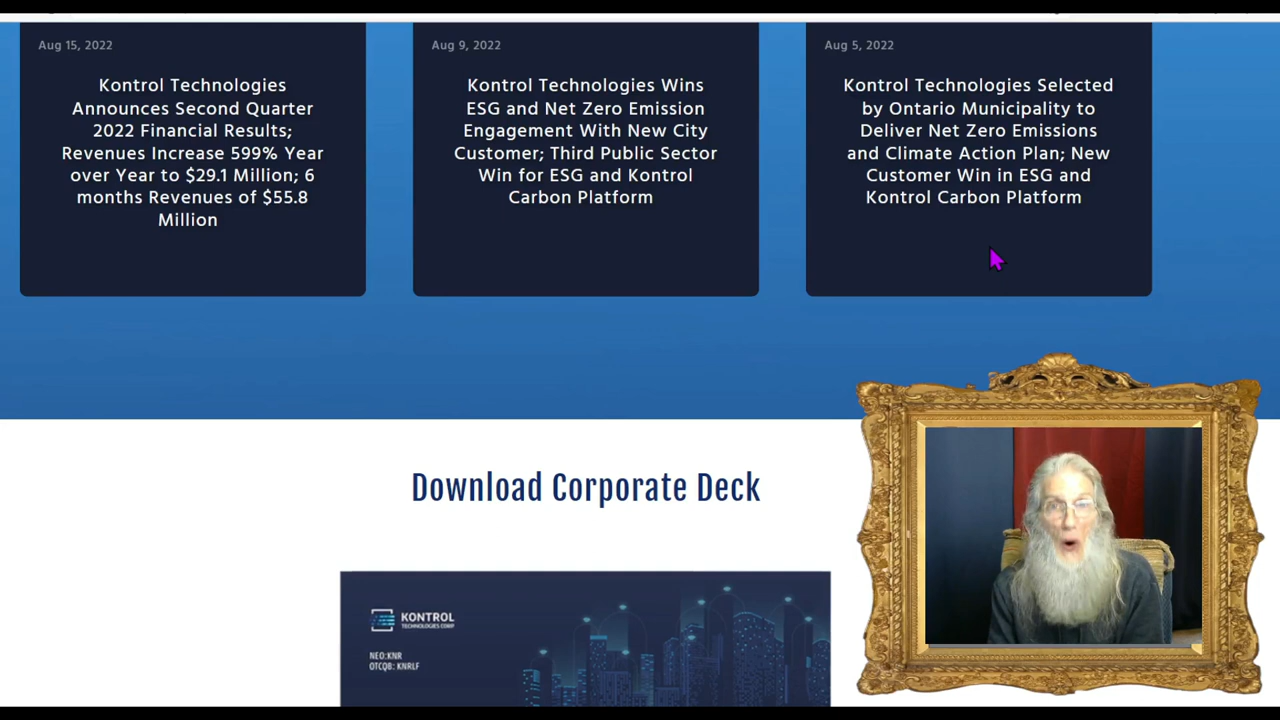 Aug 15, 2022
Kontrol Technologies
Announces Second Quarter
2022 Financial Results;
Revenues Increase 599% Year
over Year to $29.1 Million; 6
months Revenues of $55.8
Million
Aug 9, 2022
Kontrol Technologies Wins
ESG and Net Zero Emission
Engagement With New City
Customer; Third Public Sector
Win for ESG and Kontrol
Carbon Platform
Aug 5, 2022
Kontrol Technologies Selected
by Ontario Municipality to
Deliver Net Zero Emissions
and Climate Action Plan; New
Customer Win in ESG and
Kontrol Carbon Platform
Download Corporate Deck
KONTROL
TECHNOLOGIES CORP
NEO:KNR
OTCQB: KNRLF